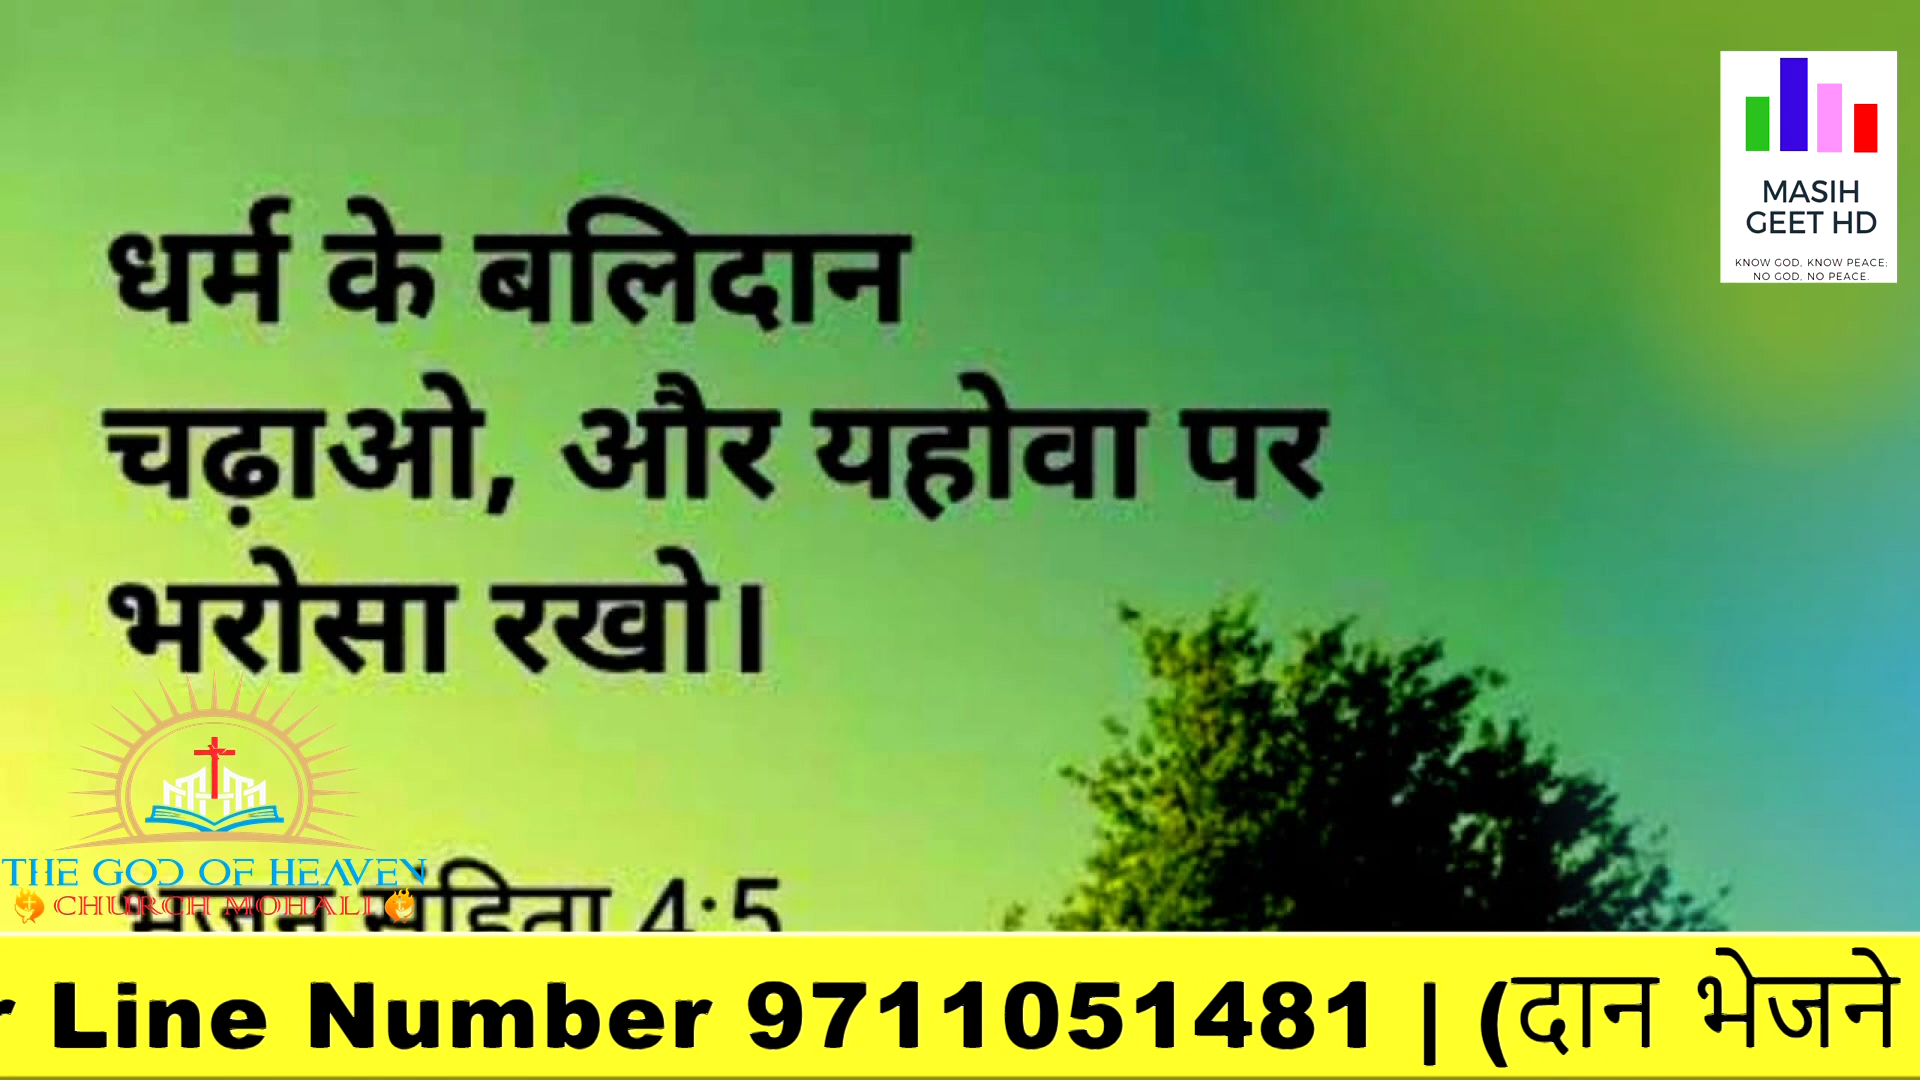 धर्म के बलिदान
चढ़ाओ, और यहोवा पर
भरोसा रखो।
MASIH
GEET HD
KNOW GOD, KNOW PEACE;
NO GOD, NO PEACE.
THE GOD OF HEAVEN
CHURCH MOHALI
भजन संहिता 4:5
Line Number 9711051481 | (दान भेजने